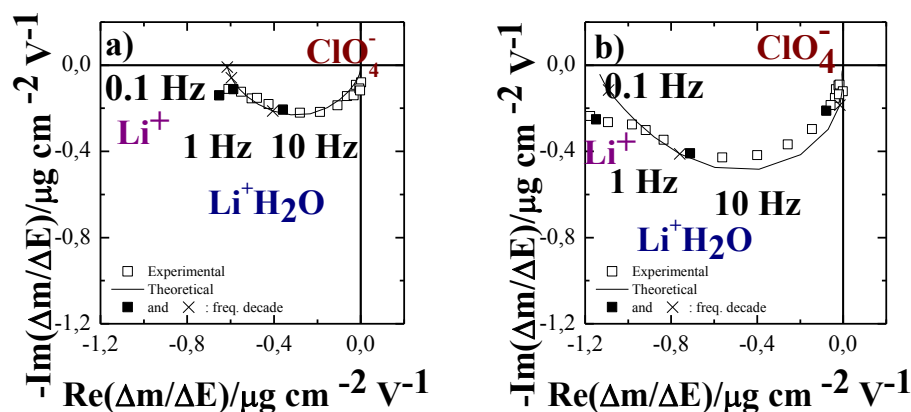 a)
ClO₄⁻
0,0
0.1 Hz
Li⁺
1 Hz
10 Hz
-0,4
Li⁺H₂O
-0,8
Experimental
Theoretical
and × : freq. decade
-1,2
-1,2 -0,8 -0,4 0,0
-Im(Δm/ΔE)/μg cm ⁻² V⁻¹
Re(Δm/ΔE)/μg cm ⁻² V⁻¹
b)
ClO₄⁻
0,0
0.1 Hz
Li⁺
1 Hz
10 Hz
-0,4
Li⁺H₂O
-0,8
Experimental
Theoretical
and × : freq. decade
-1,2
-1,2 -0,8 -0,4 0,0
-Im(Δm/ΔE)/μg cm ⁻² V⁻¹
Re(Δm/ΔE)/μg cm ⁻² V⁻¹